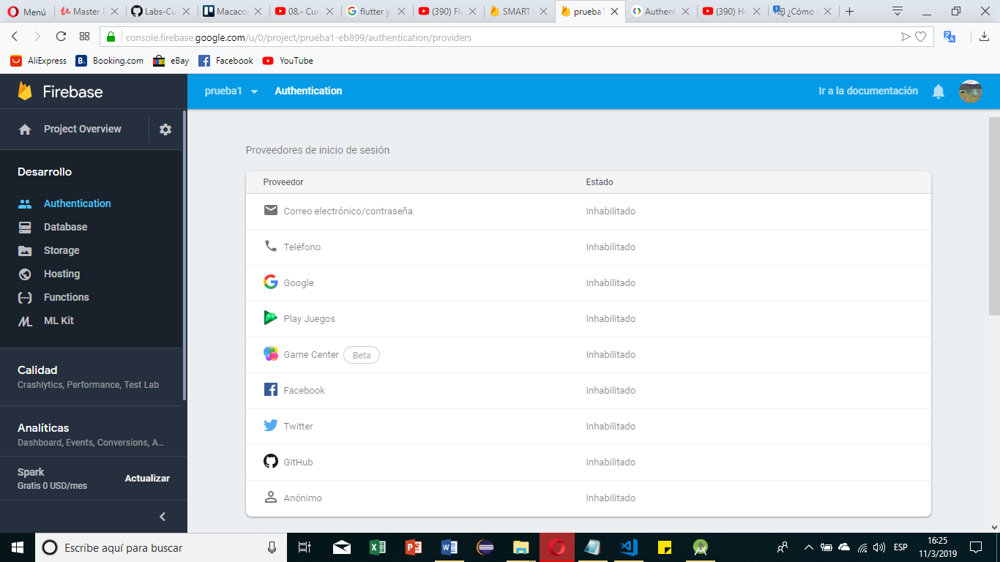 Menú
Master F
Labs-Cu
Macacos
08.- Cur
flutter y
(390) Flu
SMART
prueba1
Authent
(390) Ho
¿Cómo
console.firebase.google.com/u/0/project/prueba1-eb899/authentication/providers
AliExpress
B. Booking.com
eBay
Facebook
YouTube
Firebase
prueba1
Authentication
Ir a la documentación
Project Overview
Desarrollo
Authentication
Database
Storage
Hosting
Functions
ML Kit
Calidad
Crashlytics, Performance, Test Lab
Analíticas
Dashboard, Events, Conversions, A...
Spark
Gratis 0 USD/mes
Actualizar
Proveedores de inicio de sesión
Proveedor Estado
Correo electrónico/contraseña Inhabilitado
Teléfono Inhabilitado
Google Inhabilitado
Play Juegos Inhabilitado
Game Center Beta Inhabilitado
Facebook Inhabilitado
Twitter Inhabilitado
GitHub Inhabilitado
Anónimo Inhabilitado
Escribe aquí para buscar
ESP
16:25
11/3/2019